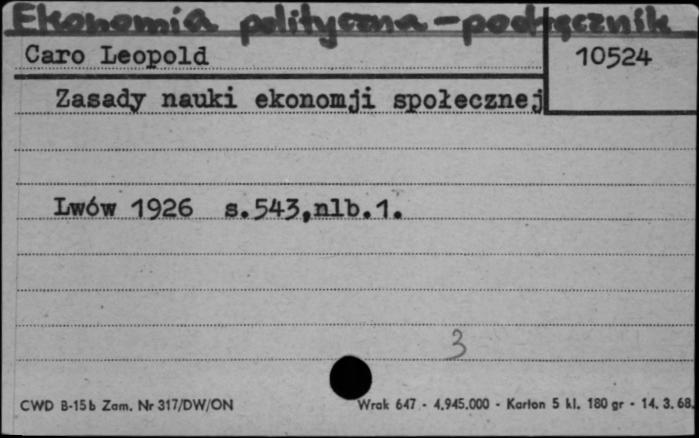 Ekonomia polityczna - podręcznik
Caro Leopold
10524
Zasady nauki ekonomji społecznej
Lwów 1926 s.543,nlb.1.
3
CWD B-15b Zam. Nr 317/DW/ON
Wrak 647 - 4.945.000 - Karton 5 kl. 180 gr - 14. 3. 68.